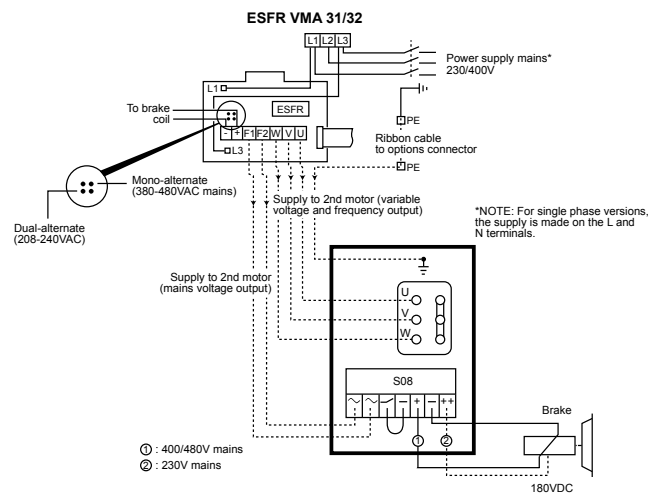 ESFR VMA 31/32
L1 L2 L3
Power supply mains*
230/400V
L1
To brake
coil
ESFR
- + F1 F2 W V U
L3
PE
Ribbon cable
to options connector
PE
Mono-alternate
(380-480VAC mains)
Dual-alternate
(208-240VAC)
Supply to 2nd motor (variable
voltage and frequency output)
*NOTE: For single phase versions,
the supply is made on the L and
N terminals.
Supply to 2nd motor
(mains voltage output)
U
V
W
S08
+ − ++
Brake
① : 400/480V mains
② : 230V mains
① ②
180VDC